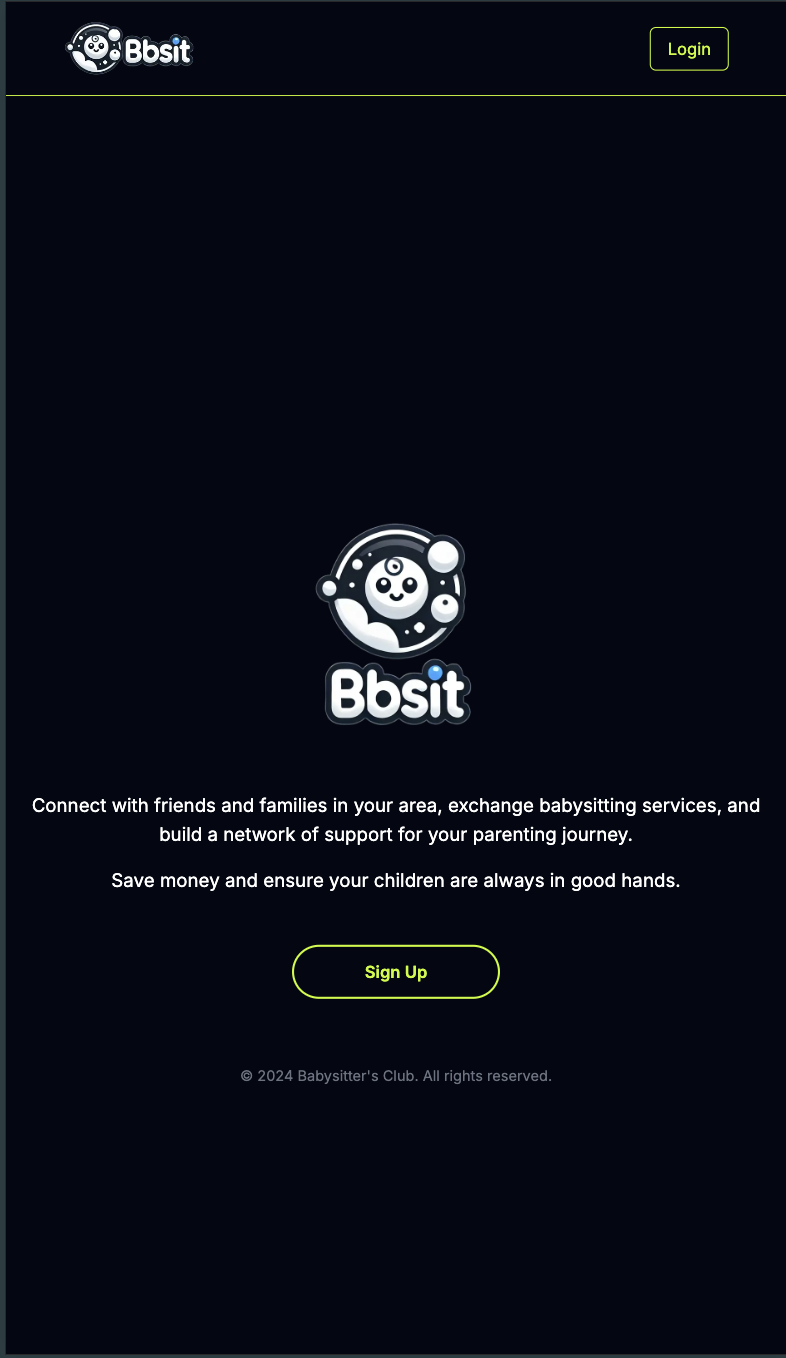 Bbsit
Login
Bbsit
Connect with friends and families in your area, exchange babysitting services, and
build a network of support for your parenting journey.
Save money and ensure your children are always in good hands.
Sign Up
© 2024 Babysitter's Club. All rights reserved.